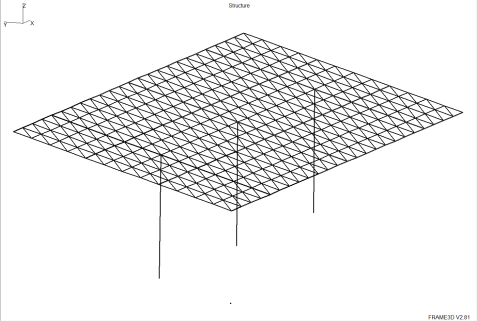 Structure
Z
Y X
FRAME3D V2.81